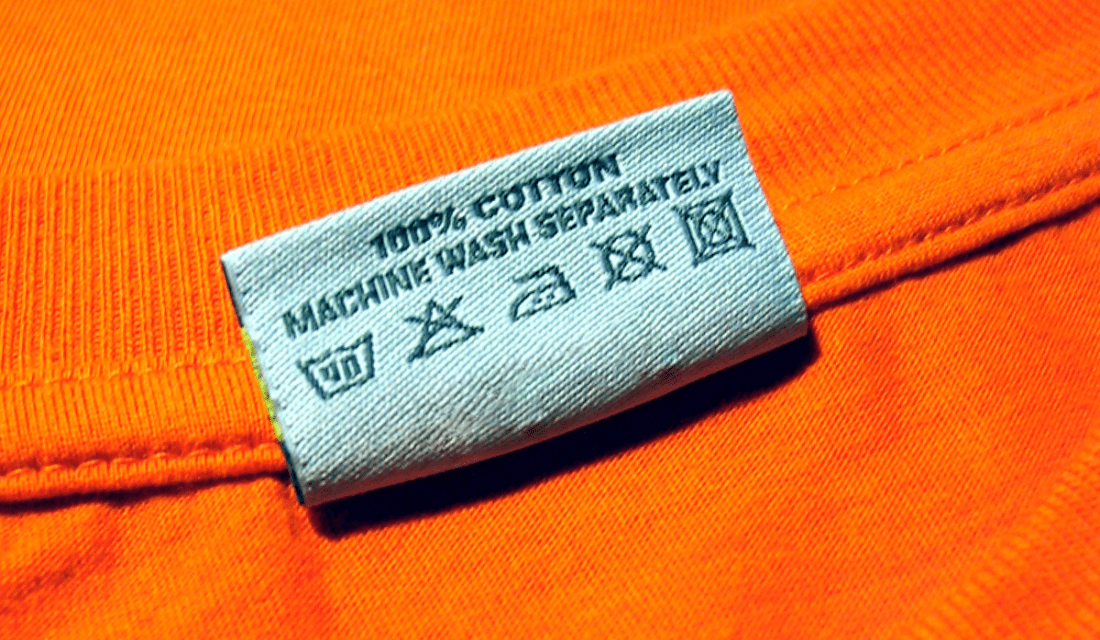 100% COTTON
MACHINE WASH SEPARATELY
40